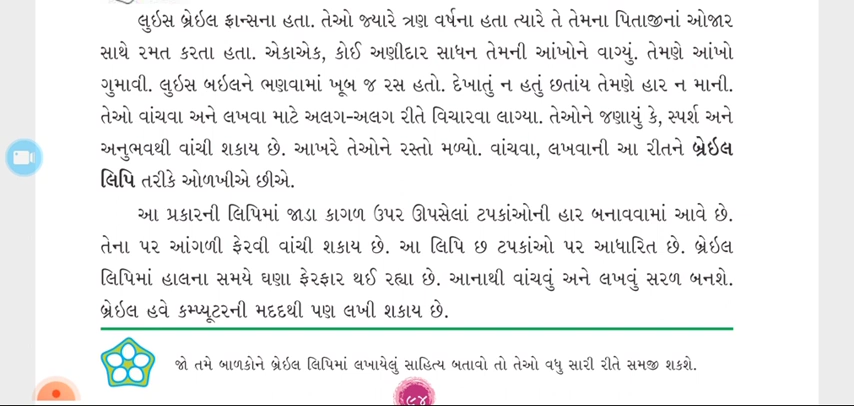 લુઇસ બ્રેઇલ ફ્રાન્સના હતા. તેઓ જ્યારે ત્રણ વર્ષના હતા ત્યારે તે તેમના પિતાજીનાં ઓજાર
સાથે રમત કરતા હતા. એકાએક, કોઈ અણીદાર સાધન તેમની આંખોને વાગ્યું. તેમણે આંખો
ગુમાવી. લુઇસ બઇલને ભણવામાં ખૂબ જ રસ હતો. દેખાતું ન હતું છતાંય તેમણે હાર ન માની.
તેઓ વાંચવા અને લખવા માટે અલગ-અલગ રીતે વિચારવા લાગ્યા. તેઓને જણાયું કે, સ્પર્શ અને
અનુભવથી વાંચી શકાય છે. આખરે તેઓને રસ્તો મળ્યો. વાંચવા, લખવાની આ રીતને બ્રેઇલ
લિપિ તરીકે ઓળખીએ છીએ.
આ પ્રકારની લિપિમાં જાડા કાગળ ઉપર ઊપસેલાં ટપકાંઓની હાર બનાવવામાં આવે છે.
તેના પર આંગળી ફેરવી વાંચી શકાય છે. આ લિપિ છ ટપકાંઓ પર આધારિત છે. બ્રેઇલ
લિપિમાં હાલના સમયે ઘણા ફેરફાર થઈ રહ્યા છે. આનાથી વાંચવું અને લખવું સરળ બનશે.
બ્રેઇલ હવે કમ્પ્યૂટરની મદદથી પણ લખી શકાય છે.
જો તમે બાળકોને બ્રેઇલ લિપિમાં લખાયેલું સાહિત્ય બતાવો તો તેઓ વધુ સારી રીતે સમજી શકશે.
૯૪